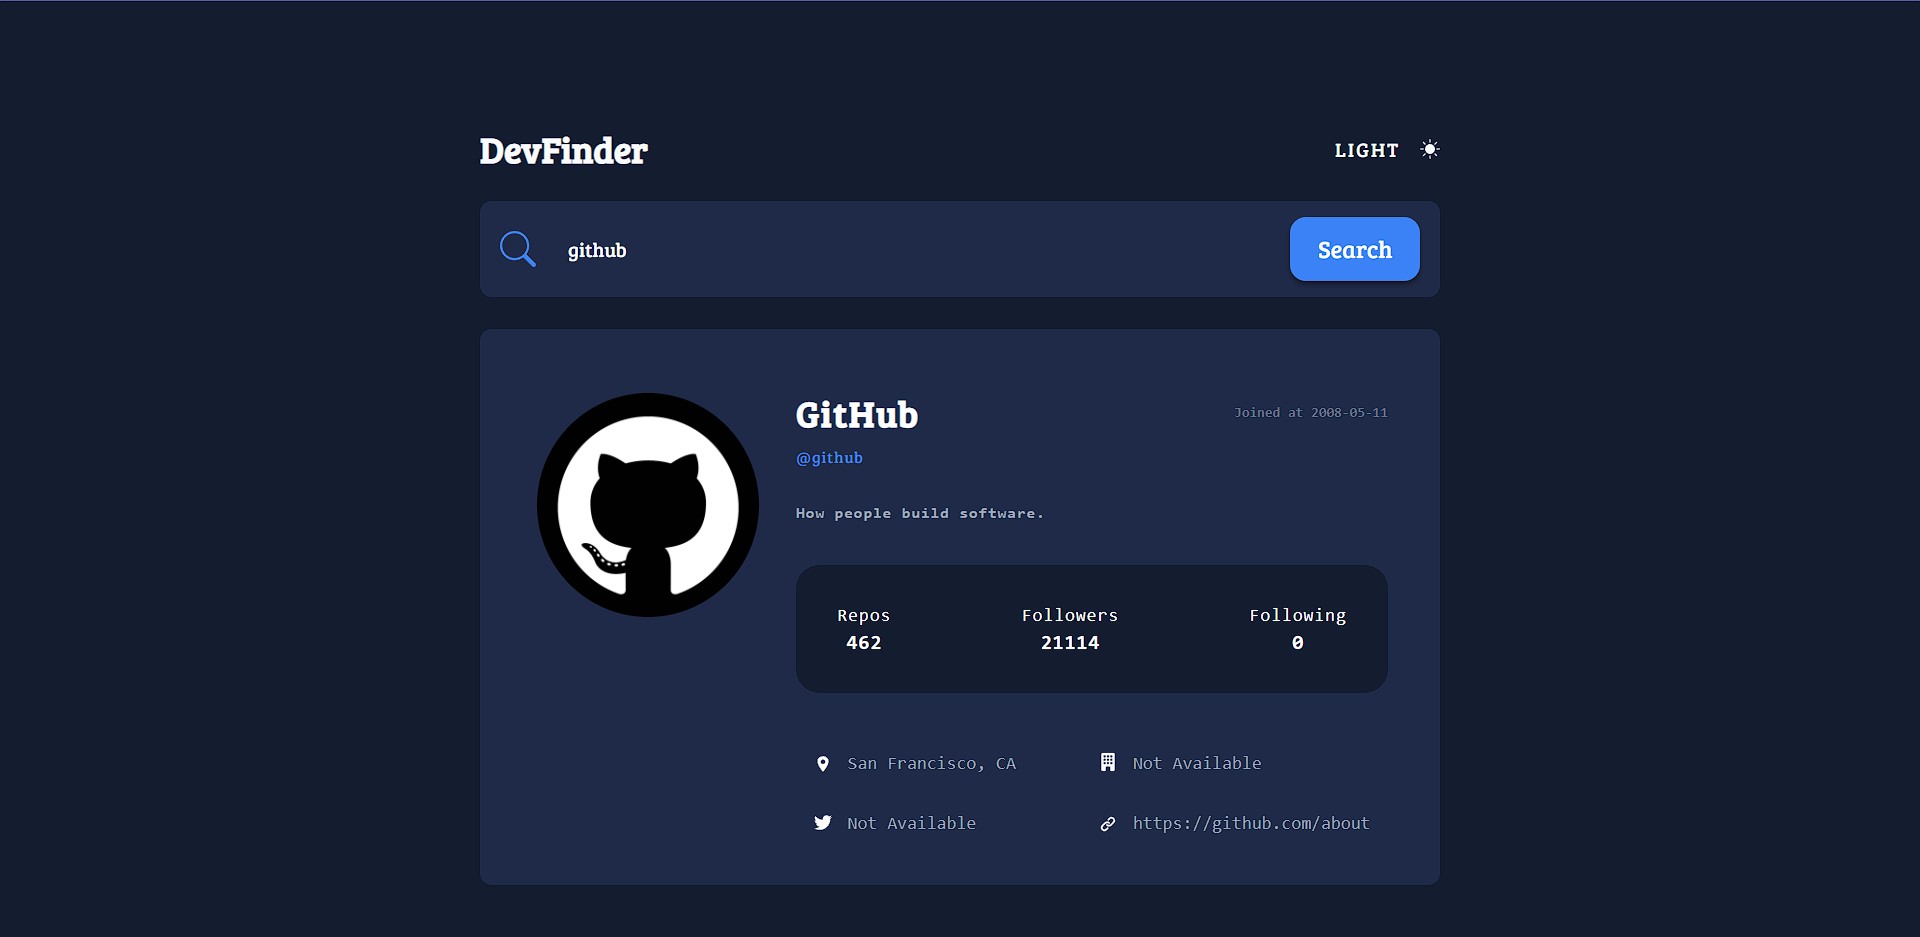 DevFinder
LIGHT
github
Search
GitHub
Joined at 2008-05-11
@github
How people build software.
Repos Followers Following
462 21114 0
San Francisco, CA
Not Available
Not Available
https://github.com/about